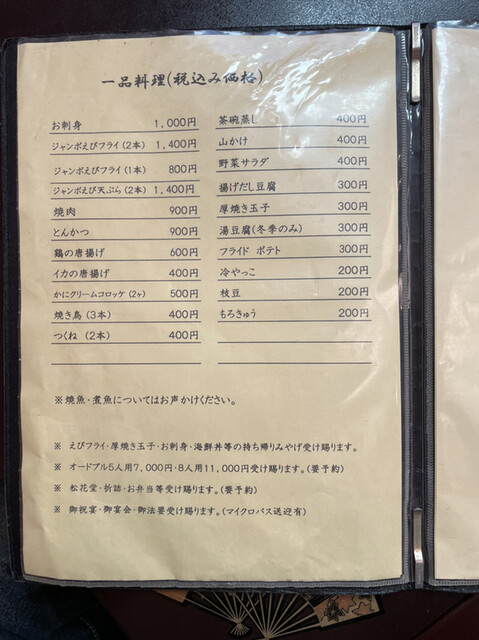 一品料理(税込み価格)
お刺身 1,000円
ジャンボえびフライ(2本) 1,400円
ジャンボえびフライ(1本) 800円
ジャンボえび天ぷら(2本) 1,400円
焼肉 900円
とんかつ 900円
鶏の唐揚げ 600円
イカの唐揚げ 400円
かにクリームコロッケ(2ヶ) 500円
焼き鳥(3本) 400円
つくね(2本) 400円
茶碗蒸し 400円
山かけ 400円
野菜サラダ 400円
揚げだし豆腐 300円
厚焼き玉子 300円
湯豆腐(冬季のみ) 300円
フライド ポテト 300円
冷やっこ 200円
枝豆 200円
もろきゅう 200円
※焼魚・煮魚についてはお声かけください。
※ えびフライ・厚焼き玉子・お刺身・海鮮丼等の持ち帰りみやげ受け賜ります。
※ オードブル5人用7,000円・8人用11,000円受け賜ります。(要予約)
※ 松花堂・折詰・お弁当等受け賜ります。(要予約)
※ 御祝宴・御宴会・御法要受け賜ります。(マイクロバス送迎有)